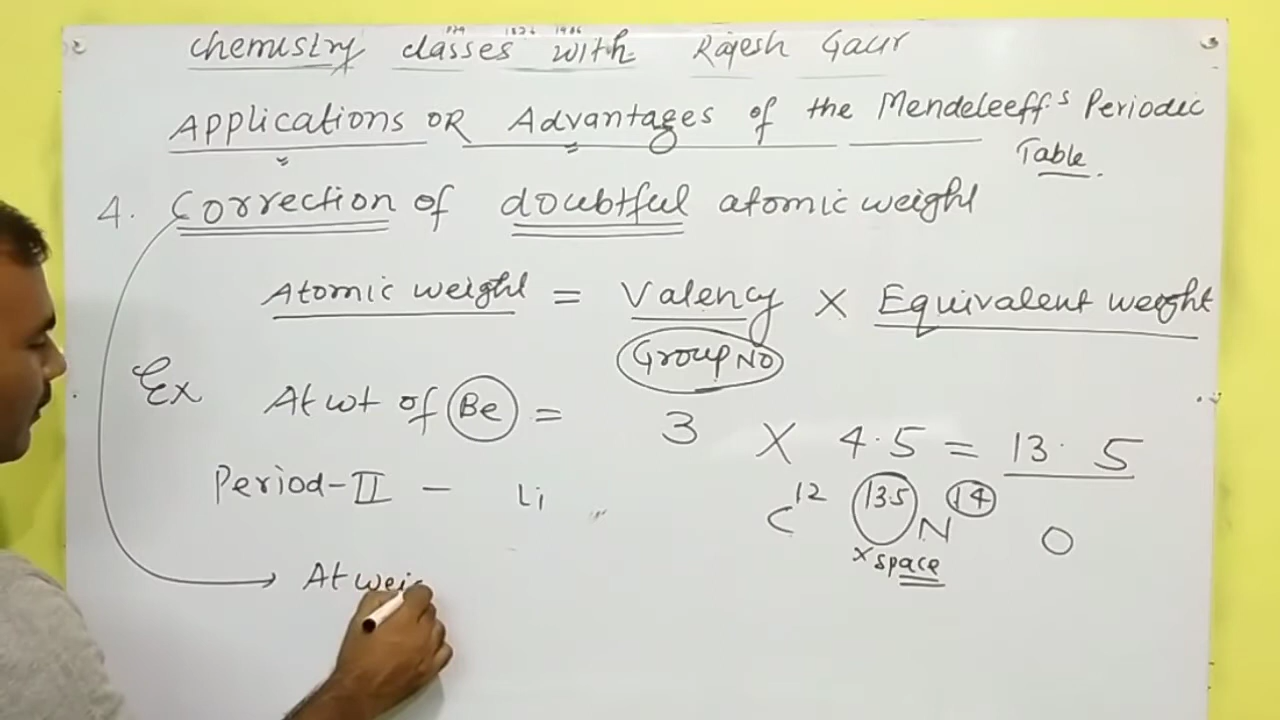 Chemistry classes with Rajesh Gaur
Applications OR Advantages of the Mendeleeff's Periodic
Table.
4. Correction of doubtful atomic weight
Atomic weight = Valency X Equivalent weight
Group No
Ex At wt of Be = 3 X 4.5 = 13.5
Period-II - Li C 12 13.5 N 14 O
x space
At wei